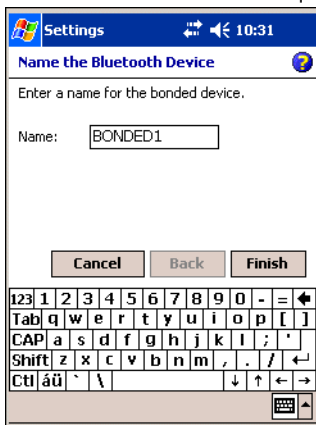 Settings 10:31
Name the Bluetooth Device ?
Enter a name for the bonded device.
Name: BONDED1
Cancel Back Finish
123 1 2 3 4 5 6 7 8 9 0 - =
Tab q w e r t y u i o p [ ]
CAP a s d f g h j k l ; '
Shift z x c v b n m , . /
Ctl áü ` \